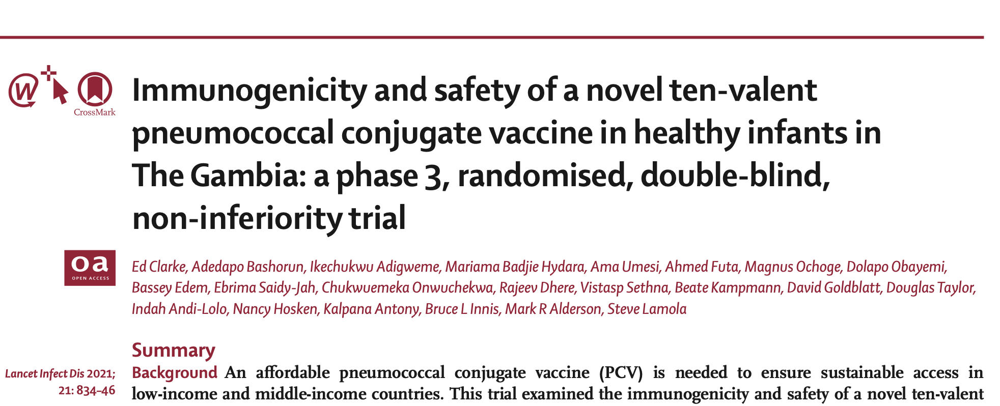 W
CrossMark
Immunogenicity and safety of a novel ten-valent
pneumococcal conjugate vaccine in healthy infants in
The Gambia: a phase 3, randomised, double-blind,
non-inferiority trial
oa
OPEN ACCESS
Ed Clarke, Adedapo Bashorun, Ikechukwu Adigweme, Mariama Badjie Hydara, Ama Umesi, Ahmed Futa, Magnus Ochoge, Dolapo Obayemi,
Bassey Edem, Ebrima Saidy-Jah, Chukwuemeka Onwuchekwa, Rajeev Dhere, Vistasp Sethna, Beate Kampmann, David Goldblatt, Douglas Taylor,
Indah Andi-Lolo, Nancy Hosken, Kalpana Antony, Bruce L Innis, Mark R Alderson, Steve Lamola
Summary
Lancet Infect Dis 2021;
21: 834–46
Background An affordable pneumococcal conjugate vaccine (PCV) is needed to ensure sustainable access in
low-income and middle-income countries. This trial examined the immunogenicity and safety of a novel ten-valent